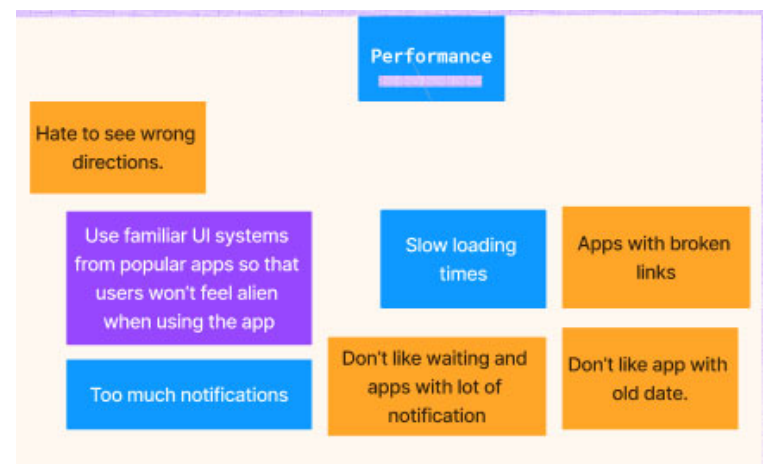 Performance
Hate to see wrong
directions.
Use familiar UI systems
from popular apps so that
users won't feel alien
when using the app
Slow loading
times
Apps with broken
links
Too much notifications
Don't like waiting and
apps with lot of
notification
Don't like app with
old date.